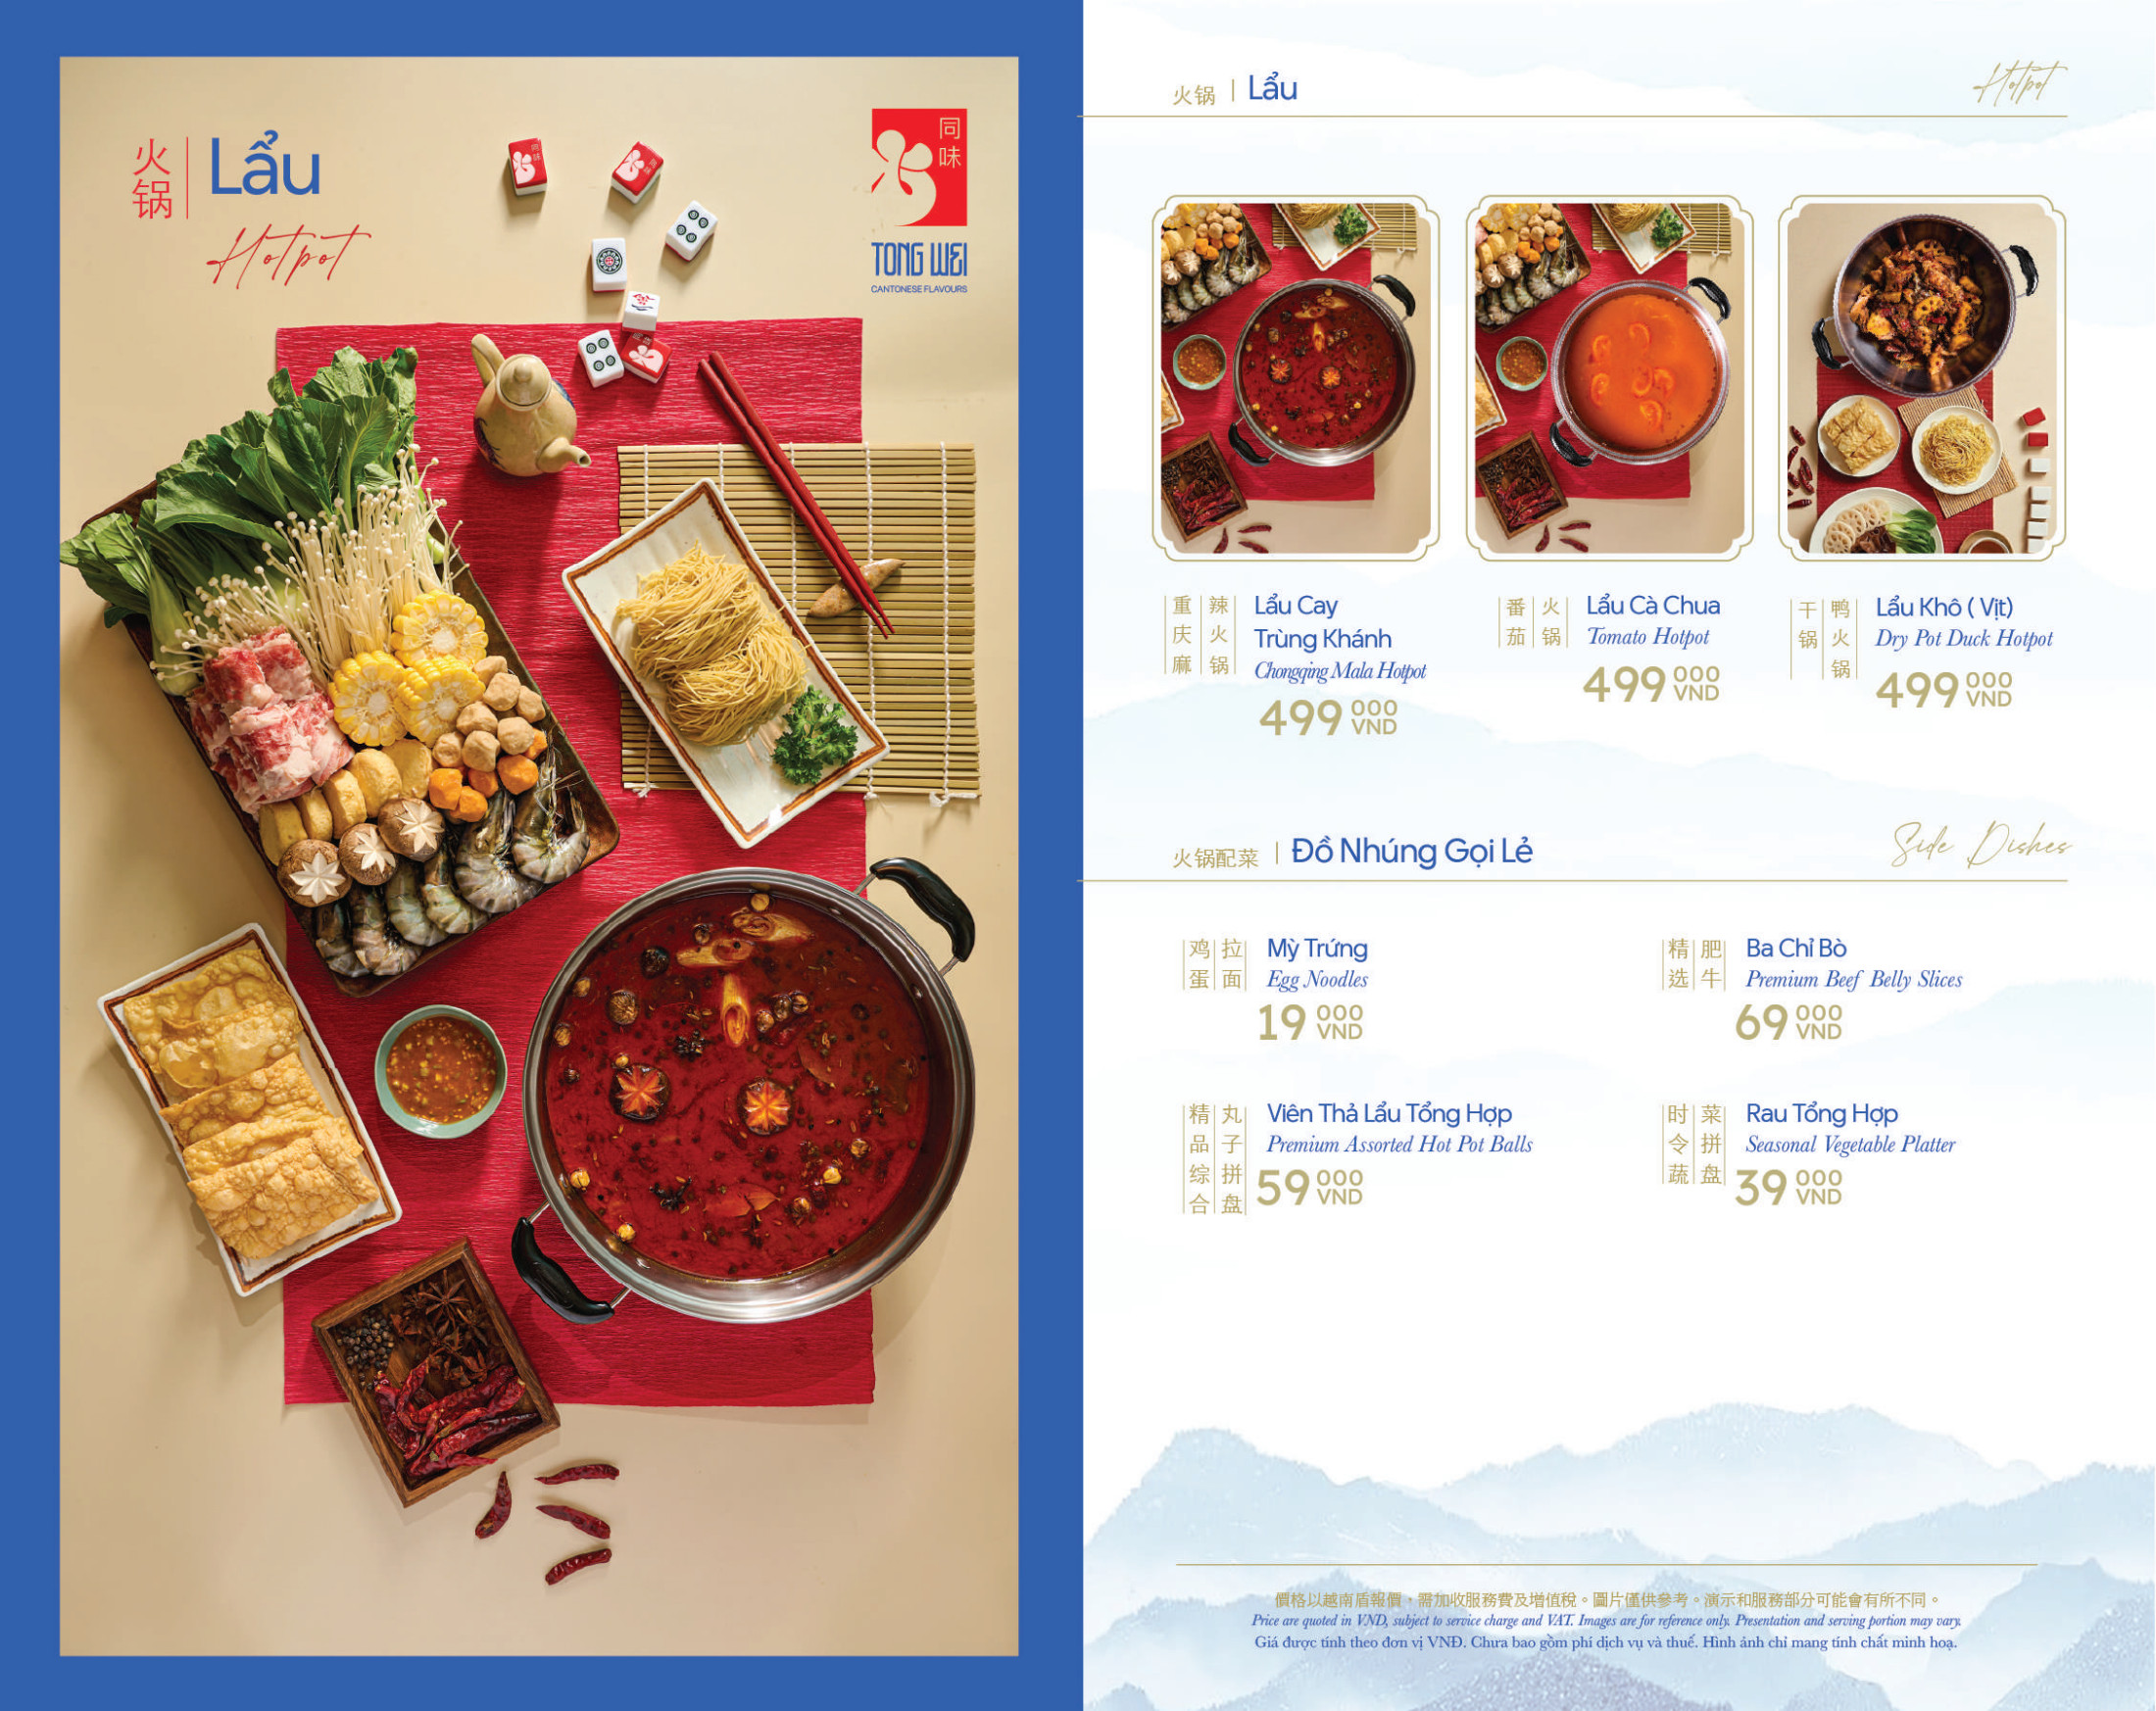 火锅
Lẩu
Hotpot
同味
TONG WEI
CANTONESE FLAVOURS
火锅 | Lẩu
Hotpot
重庆麻辣火锅
Lẩu Cay
Trùng Khánh
Chongqing Mala Hotpot
499 000 VND
番茄火锅
Lẩu Cà Chua
Tomato Hotpot
499 000 VND
干锅鸭火锅
Lẩu Khô ( Vịt)
Dry Pot Duck Hotpot
499 000 VND
火锅配菜 | Đồ Nhúng Gọi Lẻ
Side Dishes
鸡蛋拉面
Mỳ Trứng
Egg Noodles
19 000 VND
精选肥牛
Ba Chỉ Bò
Premium Beef Belly Slices
69 000 VND
精品综合丸子拼盘
Viên Thả Lẩu Tổng Hợp
Premium Assorted Hot Pot Balls
59 000 VND
时令蔬菜拼盘
Rau Tổng Hợp
Seasonal Vegetable Platter
39 000 VND
價格以越南盾報價，需加收服務費及增值稅。圖片僅供參考。演示和服務部分可能會有所不同。
Price are quoted in VND, subject to service charge and VAT. Images are for reference only. Presentation and serving portion may vary.
Giá được tính theo đơn vị VNĐ. Chưa bao gồm phí dịch vụ và thuế. Hình ảnh chỉ mang tính chất minh hoạ.